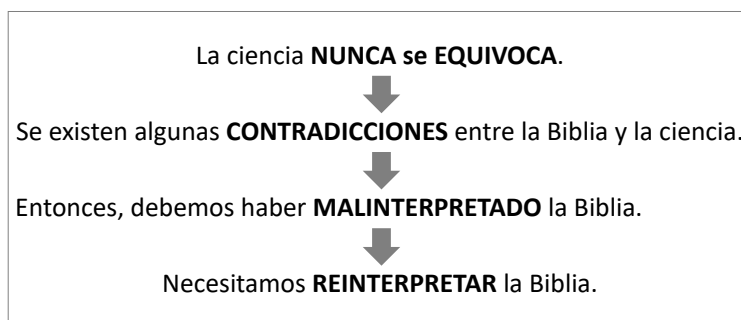 La ciencia NUNCA se EQUIVOCA.
Se existen algunas CONTRADICCIONES entre la Biblia y la ciencia.
Entonces, debemos haber MALINTERPRETADO la Biblia.
Necesitamos REINTERPRETAR la Biblia.